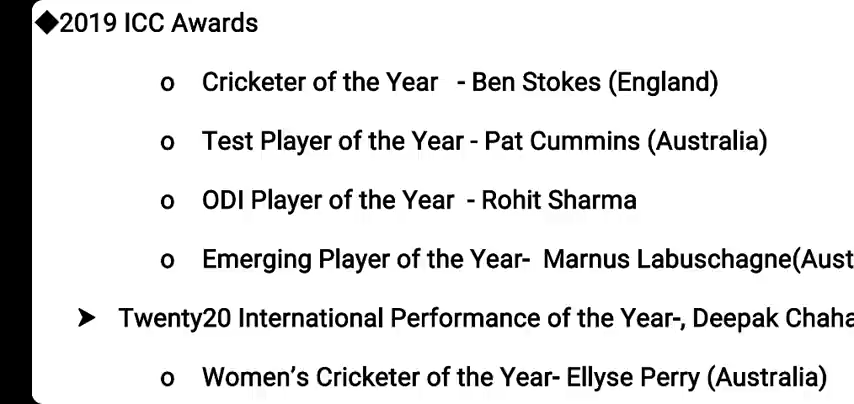 ◆2019 ICC Awards
o Cricketer of the Year - Ben Stokes (England)
o Test Player of the Year - Pat Cummins (Australia)
o ODI Player of the Year - Rohit Sharma
o Emerging Player of the Year- Marnus Labuschagne(Aust
➤ Twenty20 International Performance of the Year-, Deepak Chaha
o Women’s Cricketer of the Year- Ellyse Perry (Australia)